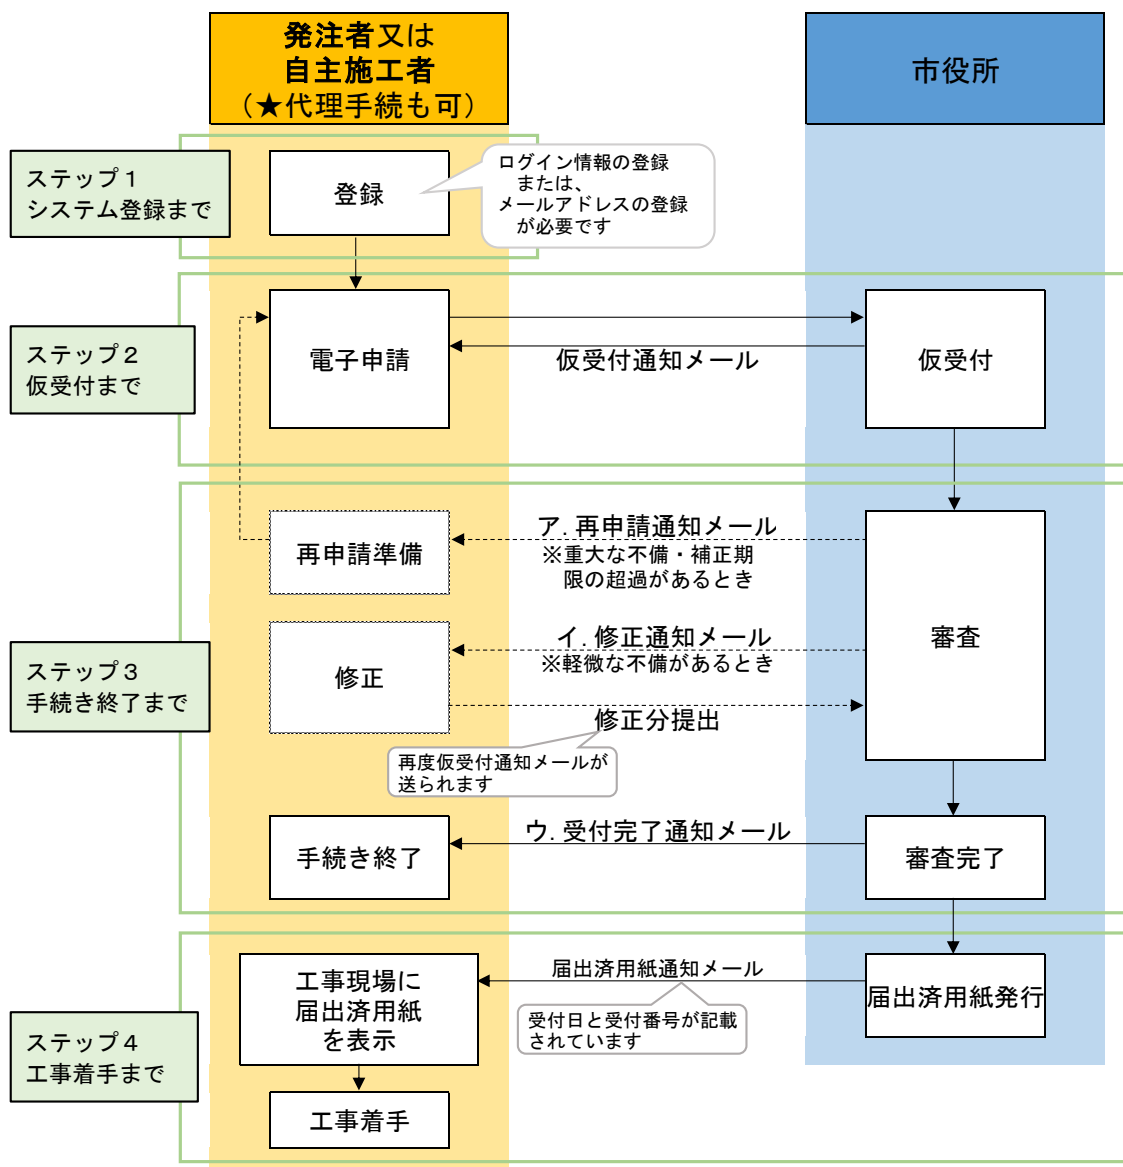 発注者又は
自主施工者
（★代理手続も可）
市役所
ステップ１
システム登録まで
登録
ログイン情報の登録
または、
メールアドレスの登録
が必要です
ステップ２
仮受付まで
電子申請
仮受付通知メール
仮受付
ステップ３
手続き終了まで
再申請準備
ア．再申請通知メール
※重大な不備・補正期
限の超過があるとき
審査
修正
イ．修正通知メール
※軽微な不備があるとき
修正分提出
再度仮受付通知メールが
送られます
手続き終了
ウ．受付完了通知メール
審査完了
ステップ４
工事着手まで
工事現場に
届出済用紙
を表示
届出済用紙通知メール
受付日と受付番号が記載
されています
届出済用紙発行
工事着手